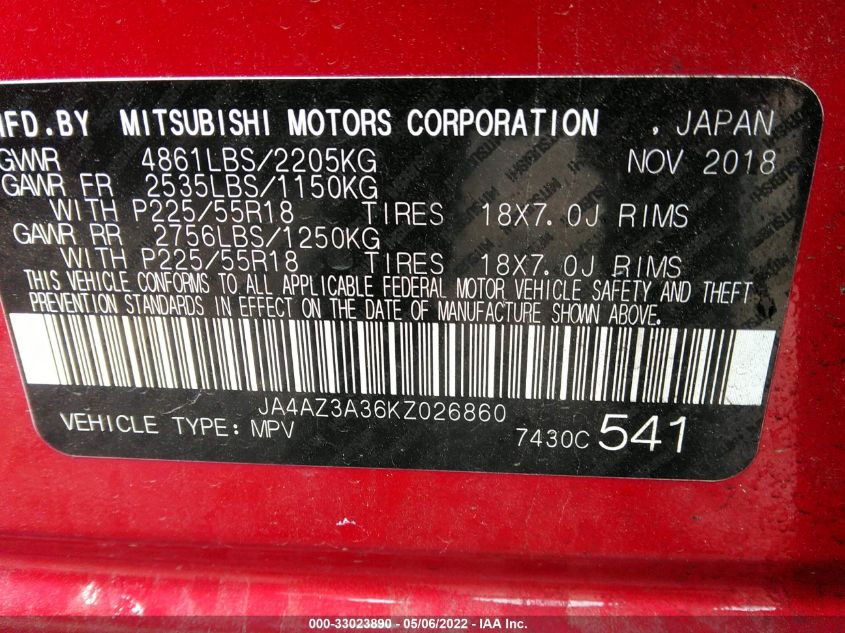 MFD.BY MITSUBISHI MOTORS CORPORATION , JAPAN
GVWR 4861LBS/2205KG NOV 2018
GAWR FR 2535LBS/1150KG
WITH P225/55R18 TIRES 18X7.0J RIMS
GAWR RR 2756LBS/1250KG
WITH P225/55R18 TIRES 18X7.0J RIMS
THIS VEHICLE CONFORMS TO ALL APPLICABLE FEDERAL MOTOR VEHICLE SAFETY AND THEFT
PREVENTION STANDARDS IN EFFECT ON THE DATE OF MANUFACTURE SHOWN ABOVE.
JA4AZ3A36KZ026860
VEHICLE TYPE: MPV 7430C 541
000-33023890 - 05/06/2022 - IAA Inc.